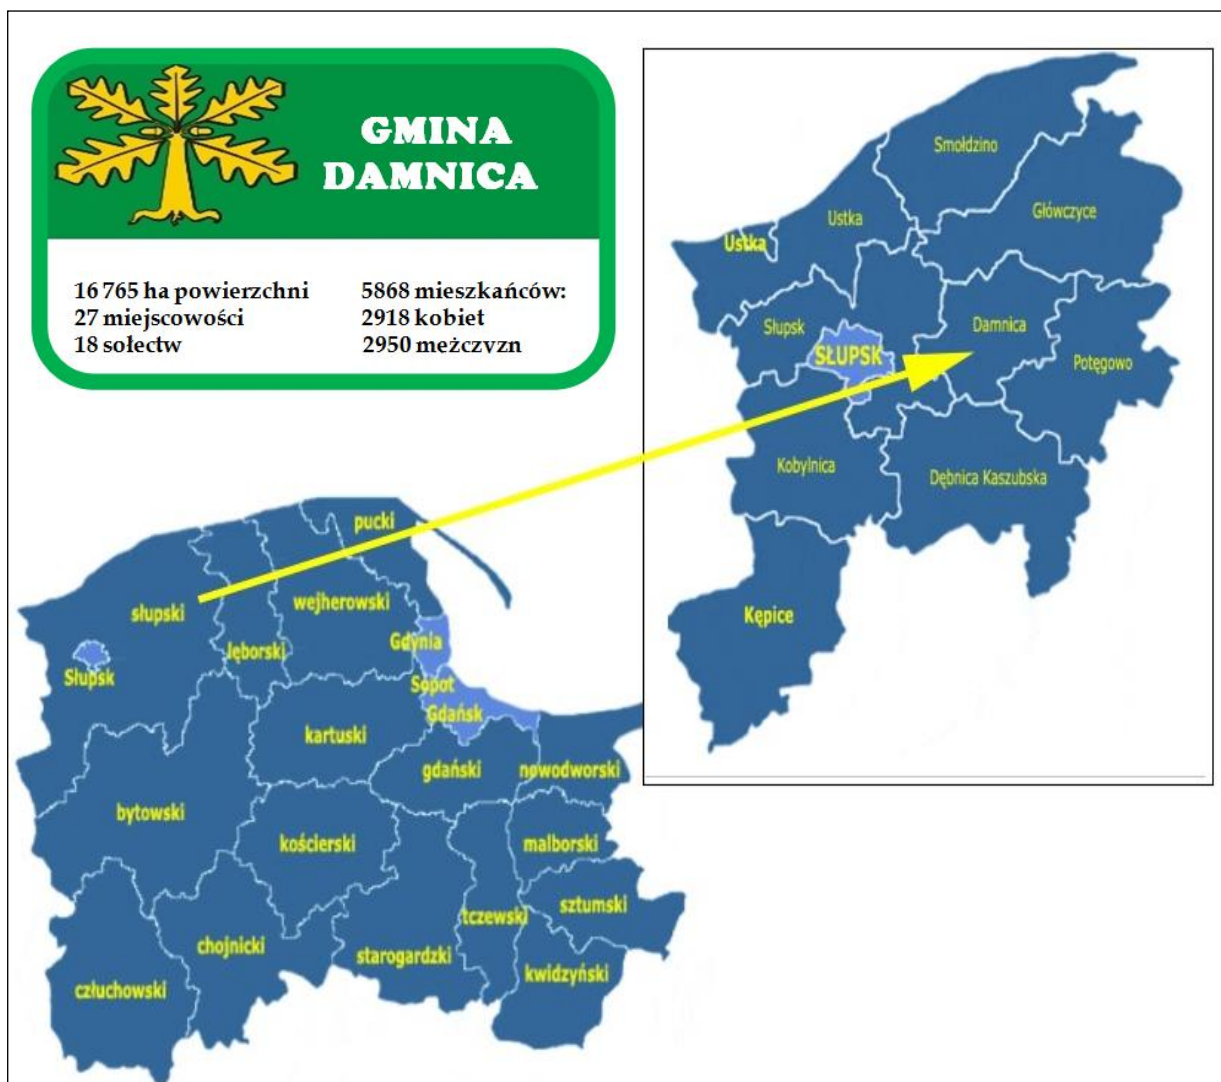 GMINA
DAMNICA
16 765 ha powierzchni
27 miejscowości
18 sołectw
5868 mieszkańców:
2918 kobiet
2950 mężczyzn
Smołdzino
Główczyce
Ustka
Ustka
Damnica
Słupsk
SŁUPSK
Potęgowo
Kobylnica
Dębnica Kaszubska
Kępice
pucki
wejherowski
słupski
lęborski
Gdynia
Słupsk
Sopot
Gdańsk
kartuski
gdański
nowodworski
bytowski
kościerski
malborski
sztumski
tczewski
chojnicki
starogardzki
kwidzyński
człuchowski